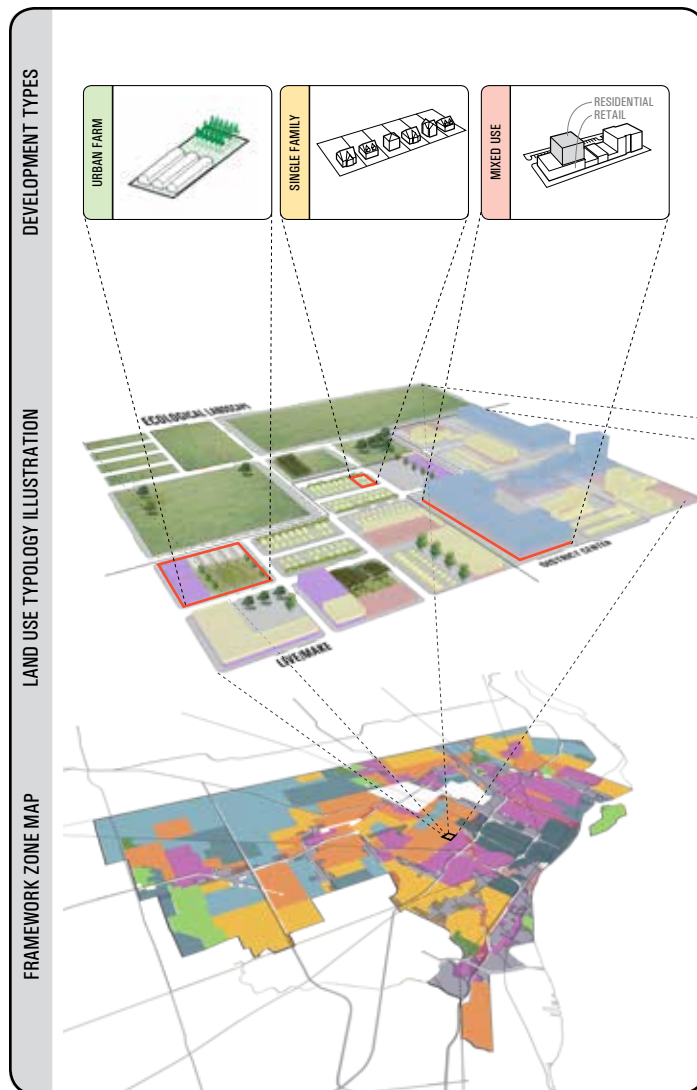 DEVELOPMENT TYPES
URBAN FARM
SINGLE FAMILY
MIXED USE
RESIDENTIAL
RETAIL
LAND USE TYPOLOGY ILLUSTRATION
ECOLOGICAL LANDSCAPE
DISTRICT CENTER
LIVE/MAKE
FRAMEWORK ZONE MAP